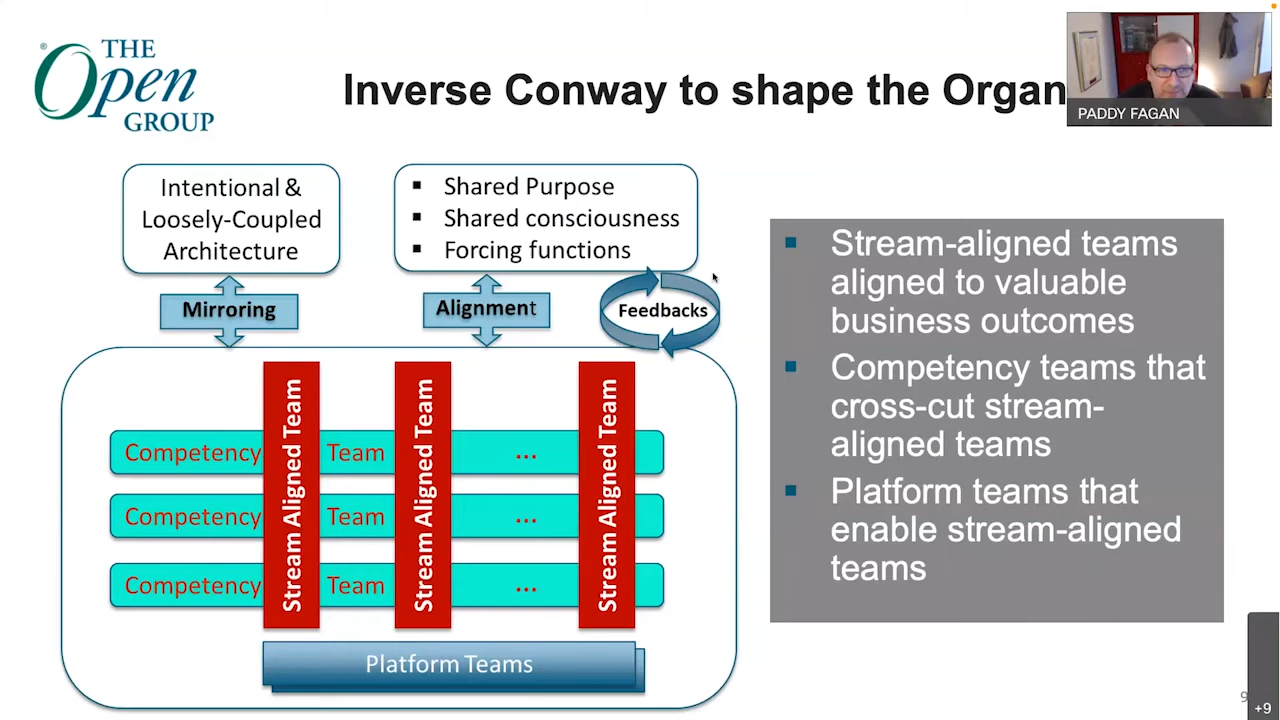 ®
THE
Open
GROUP
Inverse Conway to shape the Organ
PADDY FAGAN
Intentional &
Loosely-Coupled
Architecture
▪ Shared Purpose
▪ Shared consciousness
▪ Forcing functions
Mirroring
Alignment
Feedbacks
Competency Team ...
Competency Team ...
Competency Team ...
Stream Aligned Team
Stream Aligned Team
Stream Aligned Team
Platform Teams
▪ Stream-aligned teams
aligned to valuable
business outcomes
▪ Competency teams that
cross-cut stream-
aligned teams
▪ Platform teams that
enable stream-aligned
teams
9
+9